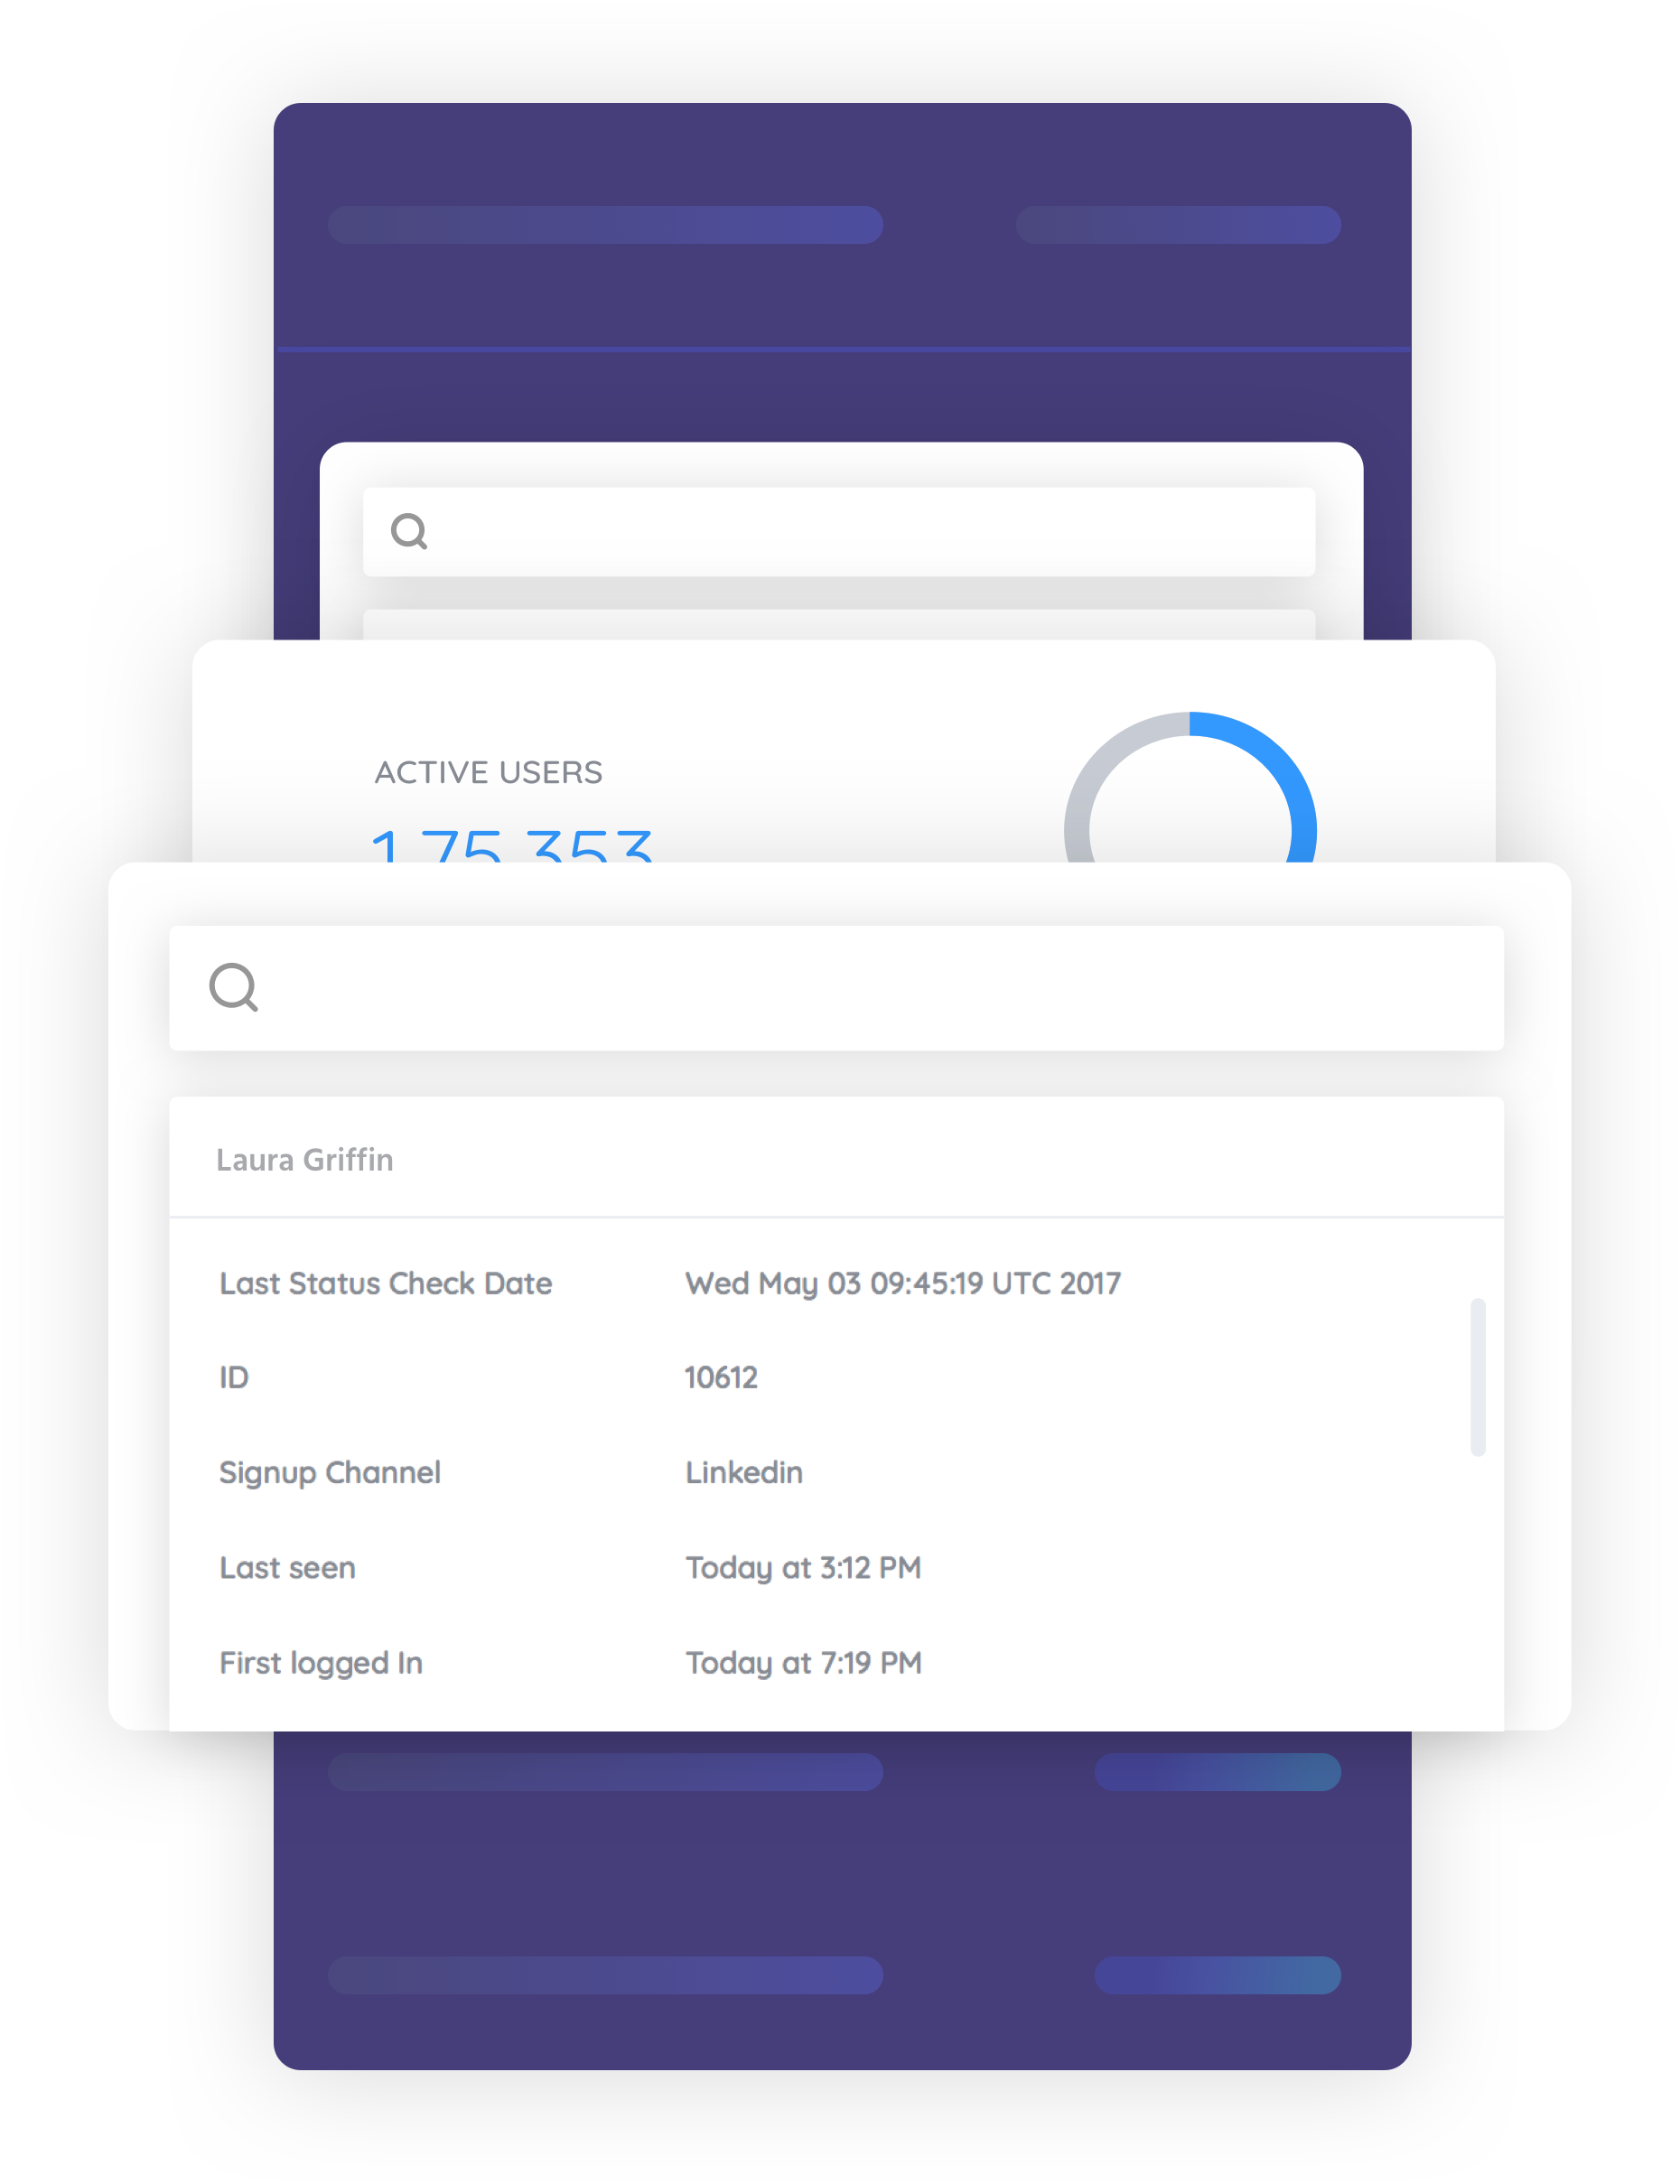 ACTIVE USERS
1,75,353
Laura Griffin
Last Status Check Date Wed May 03 09:45:19 UTC 2017
ID 10612
Signup Channel Linkedin
Last seen Today at 3:12 PM
First logged In Today at 7:19 PM